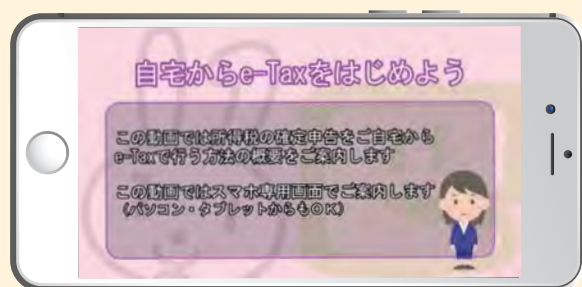 自宅からe-Taxをはじめよう
この動画では所得税の確定申告をご自宅から
e-Taxで行う方法の概要をご案内します
この動画ではスマホ専用画面でご案内します
（パソコン・タブレットからもOK）